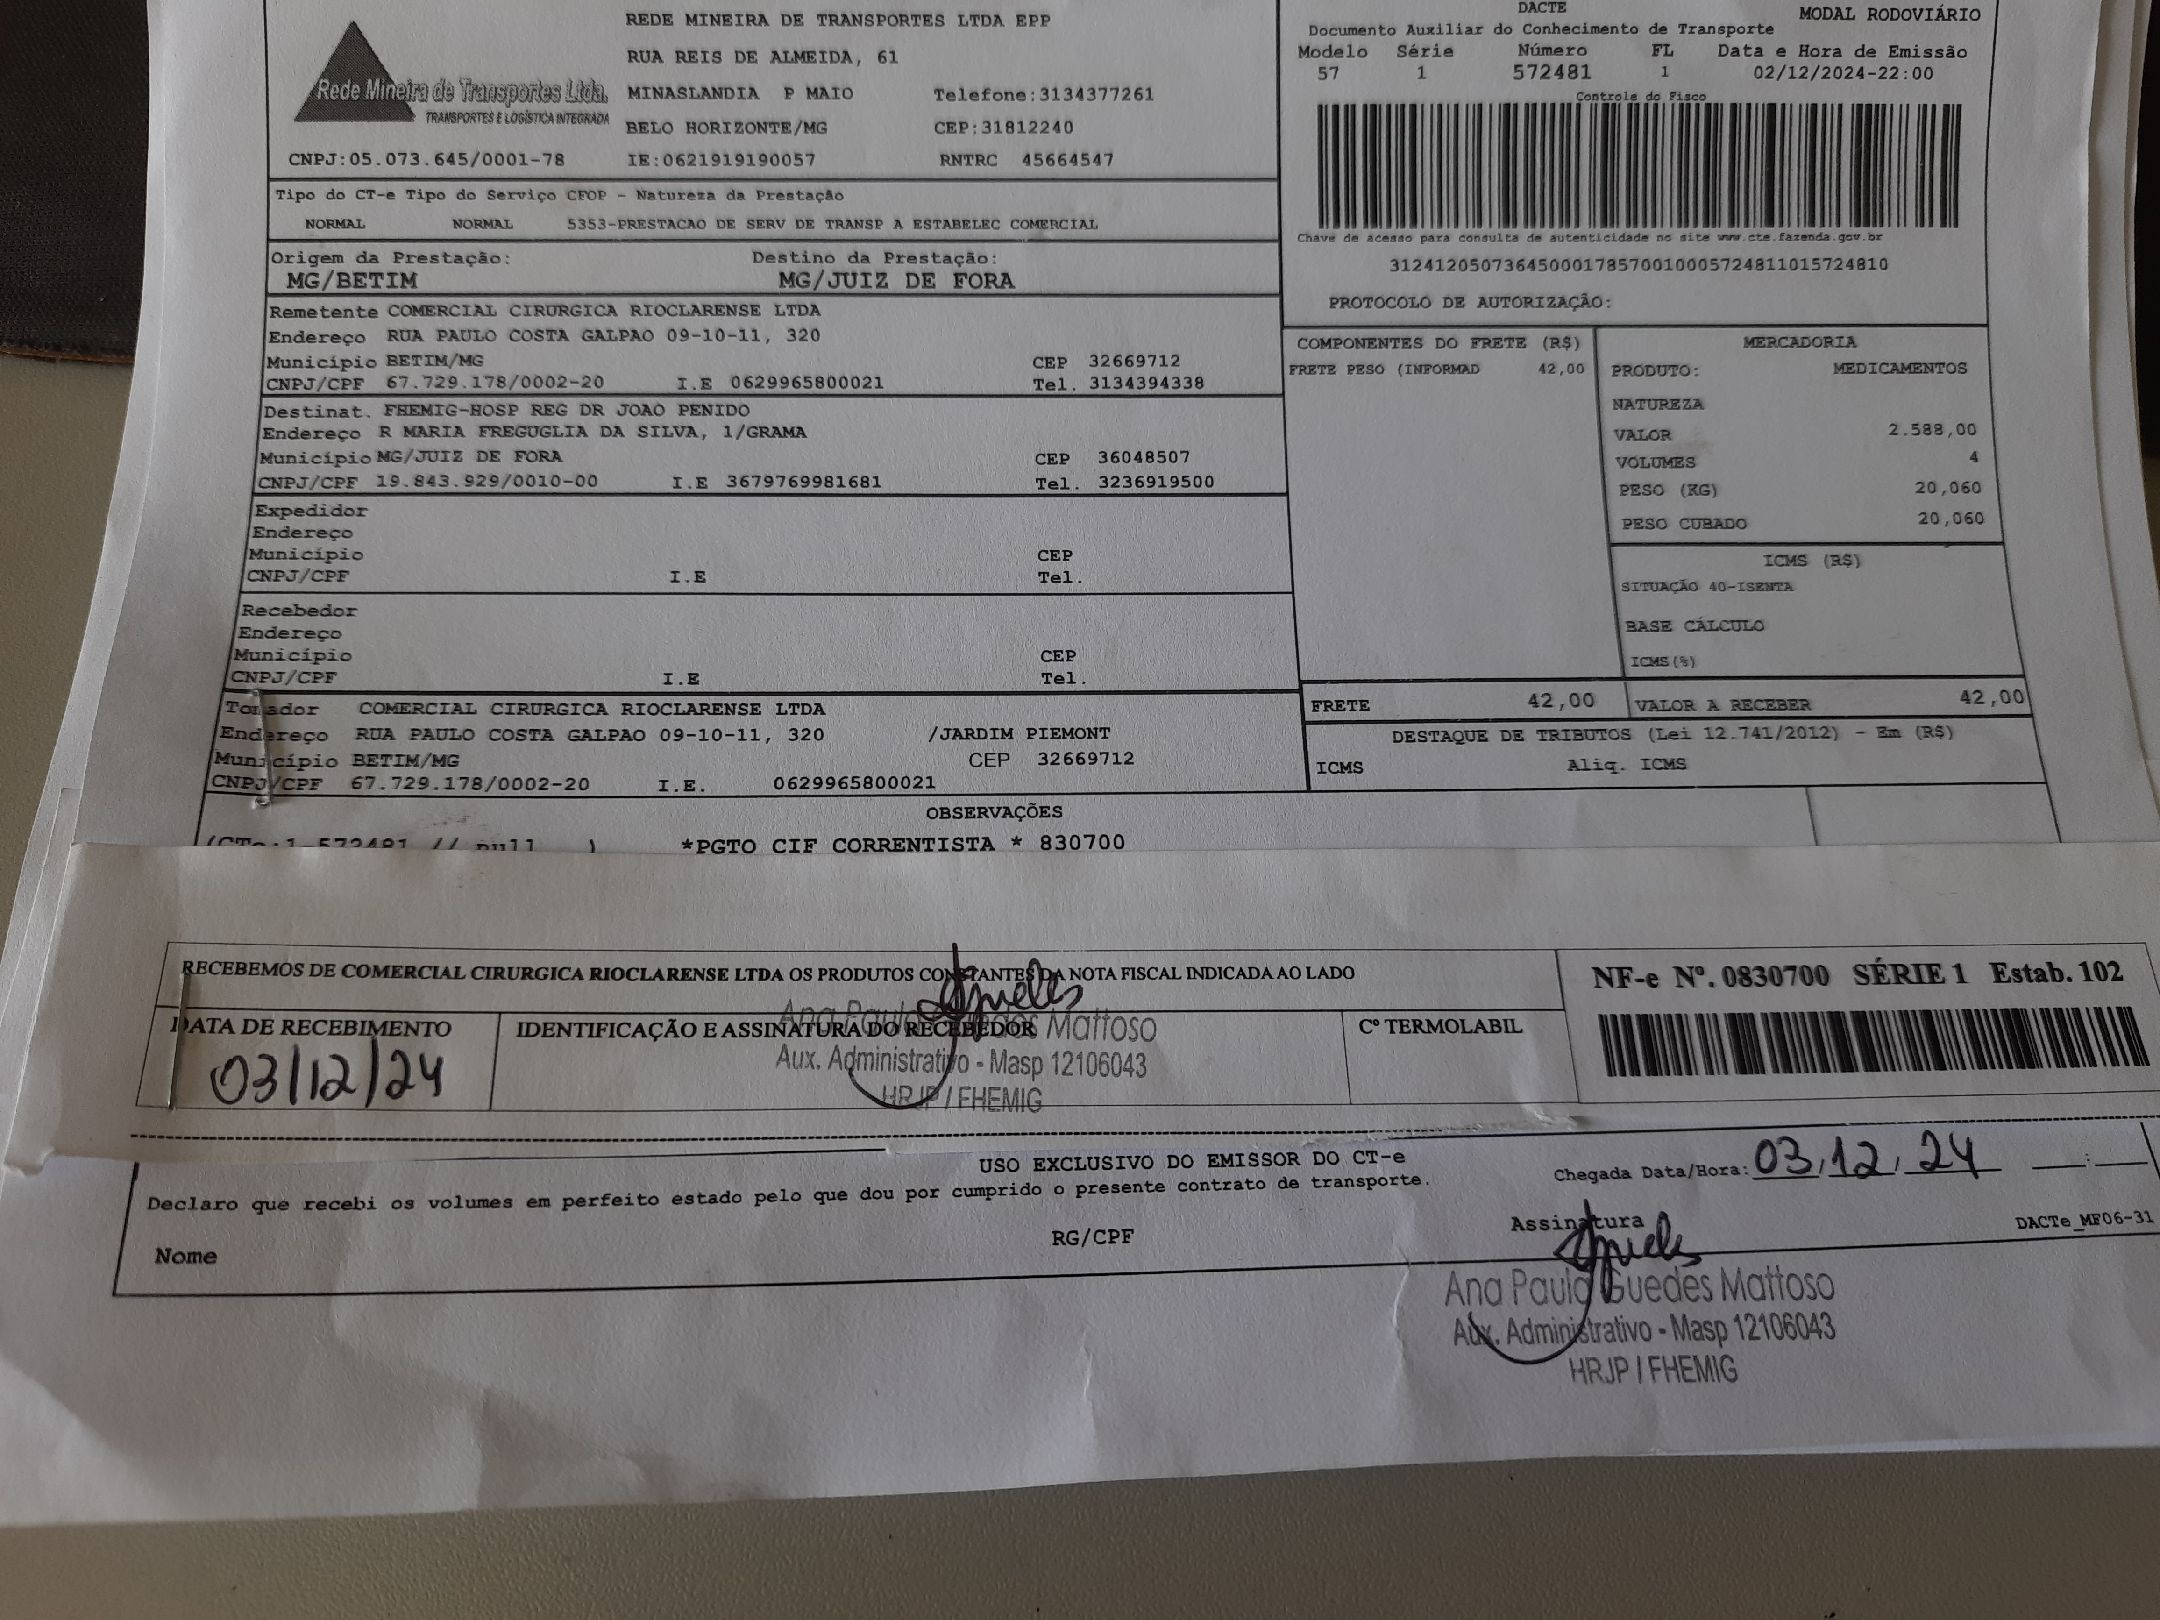 Rede Mineira de Transportes Ltda.
TRANSPORTES E LOGÍSTICA INTEGRADA
CNPJ:05.073.645/0001-78
REDE MINEIRA DE TRANSPORTES LTDA EPP
RUA REIS DE ALMEIDA, 61
MINASLANDIA P MAIO Telefone:3134377261
BELO HORIZONTE/MG CEP:31812240
IE:0621919190057 RNTRC 45664547
DACTE MODAL RODOVIÁRIO
Documento Auxiliar do Conhecimento de Transporte
Modelo Série Número FL Data e Hora de Emissão
57 1 572481 1 02/12/2024-22:00
Controle do Fisco
Chave de acesso para consulta de autenticidade no site www.cte.fazenda.gov.br
31241205073645000178570010005724811015724810
PROTOCOLO DE AUTORIZAÇÃO:
Tipo do CT-e Tipo do Serviço CFOP - Natureza da Prestação
NORMAL NORMAL 5353-PRESTACAO DE SERV DE TRANSP A ESTABELEC COMERCIAL
Origem da Prestação: Destino da Prestação:
MG/BETIM MG/JUIZ DE FORA
Remetente COMERCIAL CIRURGICA RIOCLARENSE LTDA
Endereço RUA PAULO COSTA GALPAO 09-10-11, 320
Município BETIM/MG CEP 32669712
CNPJ/CPF 67.729.178/0002-20 I.E 0629965800021 Tel. 3134394338
Destinat. FHEMIG-HOSP REG DR JOAO PENIDO
Endereço R MARIA FREGUGLIA DA SILVA, 1/GRAMA
Município MG/JUIZ DE FORA CEP 36048507
CNPJ/CPF 19.843.929/0010-00 I.E 3679769981681 Tel. 3236919500
Expedidor
Endereço
Município CEP
CNPJ/CPF I.E Tel.
Recebedor
Endereço
Município CEP
CNPJ/CPF I.E Tel.
Tomador COMERCIAL CIRURGICA RIOCLARENSE LTDA
Endereço RUA PAULO COSTA GALPAO 09-10-11, 320 /JARDIM PIEMONT
Município BETIM/MG CEP 32669712
CNPJ/CPF 67.729.178/0002-20 I.E. 0629965800021
COMPONENTES DO FRETE (R$)
FRETE PESO (INFORMAD 42,00
MERCADORIA
PRODUTO: MEDICAMENTOS
NATUREZA
VALOR 2.588,00
VOLUMES 4
PESO (KG) 20,060
PESO CUBADO 20,060
ICMS (R$)
SITUAÇÃO 40-ISENTA
BASE CÁLCULO
ICMS(%)
FRETE 42,00 VALOR A RECEBER 42,00
DESTAQUE DE TRIBUTOS (Lei 12.741/2012) - Em (R$)
ICMS Aliq. ICMS
OBSERVAÇÕES
(CTe:1-572481 // null ) *PGTO CIF CORRENTISTA * 830700
RECEBEMOS DE COMERCIAL CIRURGICA RIOCLARENSE LTDA OS PRODUTOS CONSTANTES DA NOTA FISCAL INDICADA AO LADO
NF-e Nº. 0830700 SÉRIE 1 Estab. 102
DATA DE RECEBIMENTO IDENTIFICAÇÃO E ASSINATURA DO RECEBEDOR Cº TERMOLABIL
03/12/24
Ana Paula Guedes Mattoso
Aux. Administrativo - Masp 12106043
HRJP / FHEMIG
USO EXCLUSIVO DO EMISSOR DO CT-e
Chegada Data/Hora: 03/12/24 __:__
Declaro que recebi os volumes em perfeito estado pelo que dou por cumprido o presente contrato de transporte.
Nome RG/CPF Assinatura DACTe_MF06-31
Ana Paula Guedes Mattoso
Aux. Administrativo - Masp 12106043
HRJP / FHEMIG